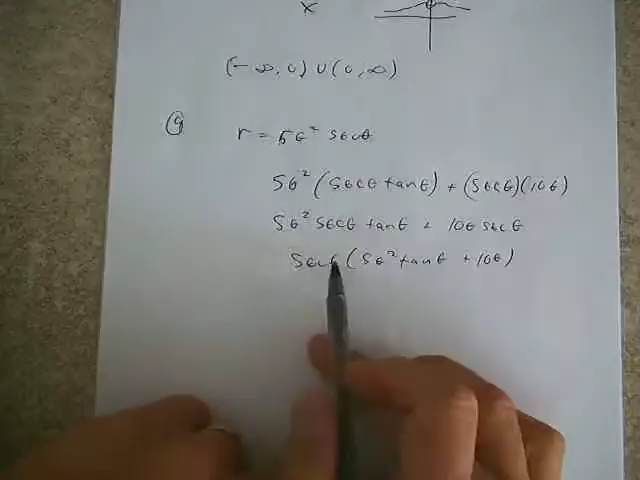 x
(-∞, 0) ∪ (0, ∞)
9
r = 5θ² secθ
5θ² (secθ tanθ) + (secθ)(10θ)
5θ² secθ tanθ + 10θ secθ
secθ (5θ² tanθ + 10θ)